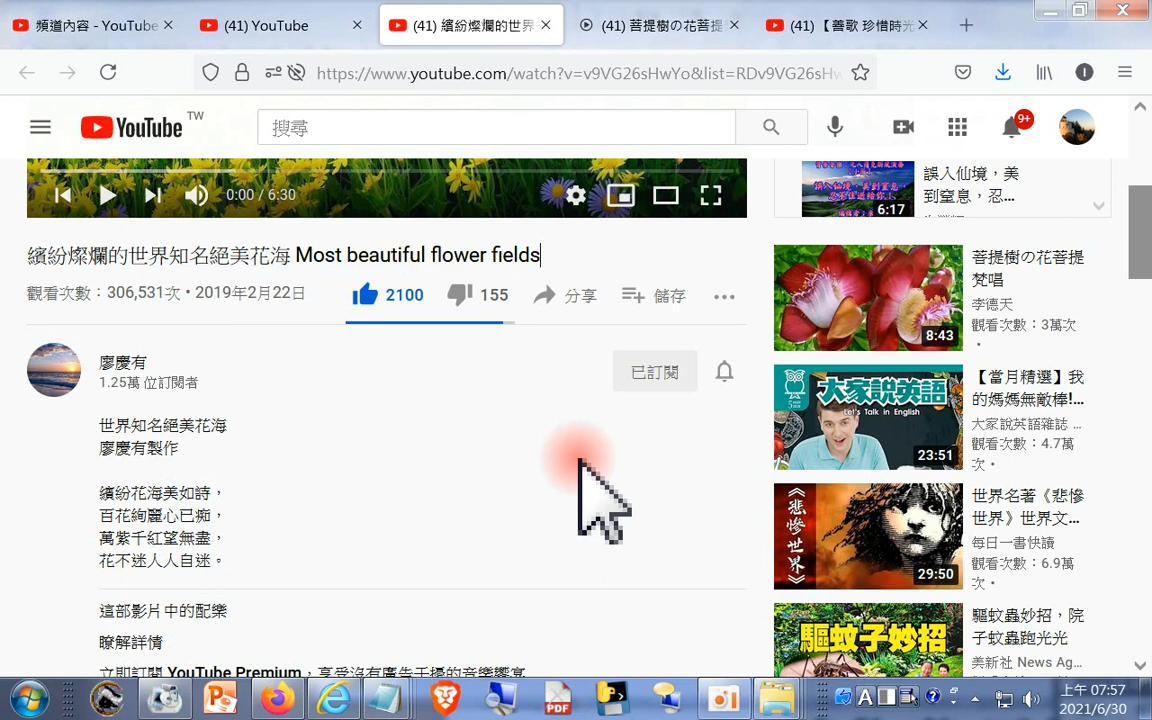 頻道內容 - YouTube
(41) YouTube
(41) 繽紛燦爛的世界
(41) 菩提樹の花菩提
(41) 【 善歌 珍惜時光
https://www.youtube.com/watch?v=v9VG26sHwYo&list=RDv9VG26sHw
YouTube TW
搜尋
9+
0:00 / 6:30
6:17
誤入仙境，美
到窒息，忍...
繽紛燦爛的世界知名絕美花海 Most beautiful flower fields
觀看次數：306,531次 • 2019年2月22日
2100
155
分享
儲存
廖慶有
1.25萬 位訂閱者
已訂閱
世界知名絕美花海
廖慶有製作
繽紛花海美如詩，
百花絢麗心已痴，
萬紫千紅望無盡，
花不迷人人自迷。
這部影片中的配樂
瞭解詳情
立即訂閱 YouTube Premium，享受沒有廣告干擾的音樂饗宴
8:43
菩提樹の花菩提
梵唱
李德天
觀看次數：3萬次
•
大家說英語
Let's Talk in English
23:51
【當月精選】我
的媽媽無敵棒!...
大家說英語雜誌 ...
觀看次數：4.7萬
次 •
《悲慘世界》
29:50
世界名著《悲慘
世界》世界文...
每日一書快讀
觀看次數：6.9萬
次 •
驅蚊子妙招
驅蚊蟲妙招，院
子蚊蟲跑光光
美新社 News Ag...
PDF
A
上午 07:57
2021/6/30